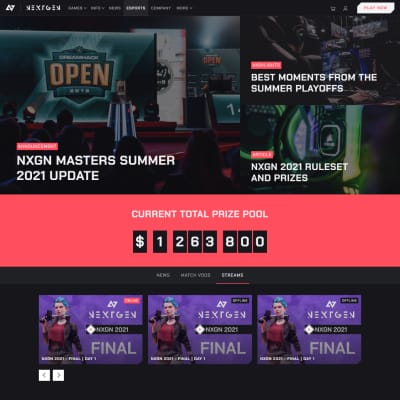 NEXTGEN
GAMES INFO NEWS ESPORTS COMPANY MORE
PLAY NOW
DREAMHACK
OPEN
ANNOUNCEMENT
NXGN MASTERS SUMMER
2021 UPDATE
HIGHLIGHTS
BEST MOMENTS FROM THE
SUMMER PLAYOFFS
ARTICLE
NXGN 2021 RULESET
AND PRIZES
CURRENT TOTAL PRIZE POOL
$ 1 263 800
NEWS MATCH VODS STREAMS
ONLINE
NEXTGEN
NXGN 2021
FINAL
NXGN 2021 - FINAL | DAY 1
OFFLINE
NEXTGEN
NXGN 2021
FINAL
NXGN 2021 - FINAL | DAY 1
OFFLINE
NEXTGEN
NXGN 2021
FINAL
NXGN 2021 - FINAL | DAY 1